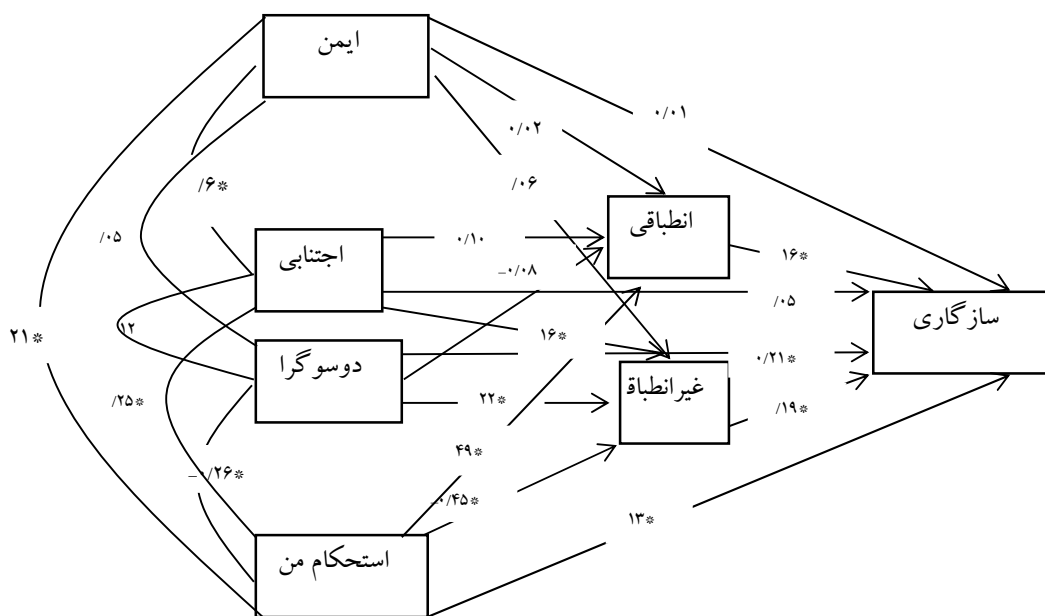 ایمن
۰/۰۱
۰/۰۲
/۰۶
/۶*
انطباقی
/۰۵
اجتنابی
۰/۱۰
۱۶*
-۰/۰۸
/۰۵
سازگاری
۲۱*
۱۲
۱۶*
۰/۲۱*
دوسوگرا
غیرانطباق
/۲۵*
۲۲*
/۱۹*
۴۹*
-۰/۲۶*
-۰/۴۵*
۱۳*
استحکام من